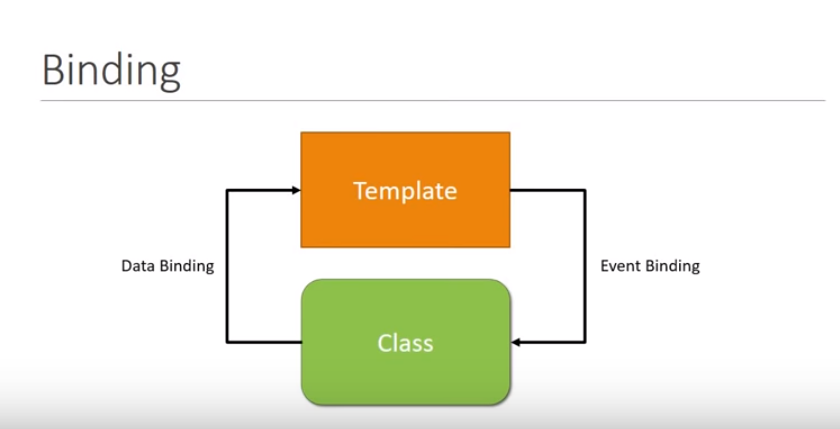 Binding
Template
Data Binding
Event Binding
Class